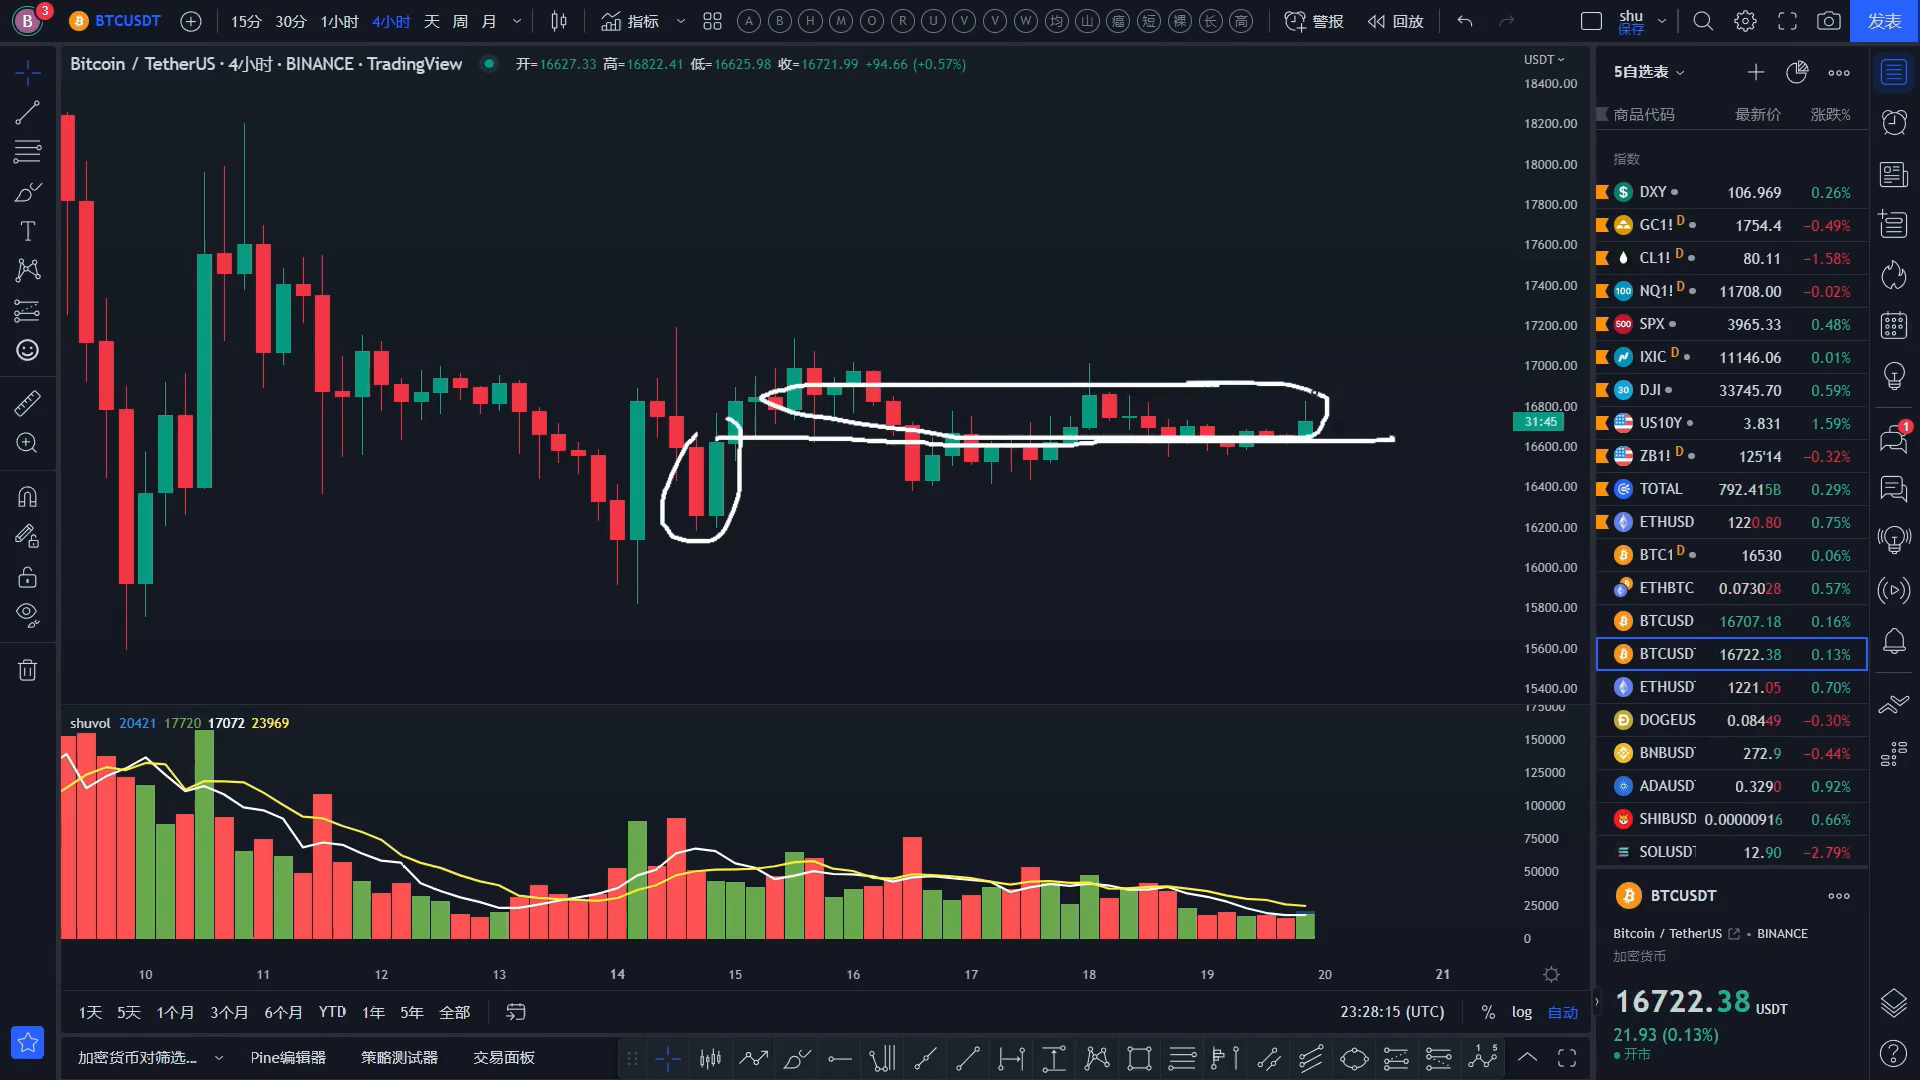 B 3 BTCUSDT 15分 30分 1小时 4小时 天 周 月 指标 A B H M O R U V V W 均 山 短 裸 长 高 警报 回放 shu 保存 发表
Bitcoin / TetherUS · 4小时 · BINANCE · TradingView 开=16627.33 高=16822.41 低=16625.98 收=16721.99 +94.66 (+0.57%)
USDT
18400.00
18200.00
18000.00
17800.00
17600.00
17400.00
17200.00
17000.00
16800.00
31:45
16600.00
16400.00
16200.00
16000.00
15800.00
15600.00
15400.00
shuvol 20421 17720 17072 23969
175000
150000
125000
100000
75000
50000
25000
0
10 11 12 13 14 15 16 17 18 19 20 21
1天 5天 1个月 3个月 6个月 YTD 1年 5年 全部 23:28:15 (UTC) % log 自动
加密货币对筛选... Pine编辑器 策略测试器 交易面板
5自选表
商品代码 最新价 涨跌%
指数
DXY 106.969 0.26%
GC1! D 1754.4 −0.49%
CL1! D 80.11 −1.58%
100 NQ1! D 11708.00 −0.02%
500 SPX 3965.33 0.48%
IXIC D 11146.06 0.01%
30 DJI 33745.70 0.59%
US10Y 3.831 1.59%
ZB1! D 125'14 −0.32%
TOTAL 792.415B 0.29%
ETHUSD 1220.80 0.75%
BTC1 D 16530 0.06%
ETHBTC 0.073028 0.57%
BTCUSD 16707.18 0.16%
BTCUSD 16722.38 0.13%
ETHUSD 1221.05 0.70%
DOGEUS 0.08449 −0.30%
BNBUSD 272.9 −0.44%
ADAUSD 0.3290 0.92%
SHIBUSD 0.00000916 0.66%
SOLUSD 12.90 −2.79%
BTCUSDT
Bitcoin / TetherUS • BINANCE
加密货币
16722.38 USDT
21.93 (0.13%)
开市
1